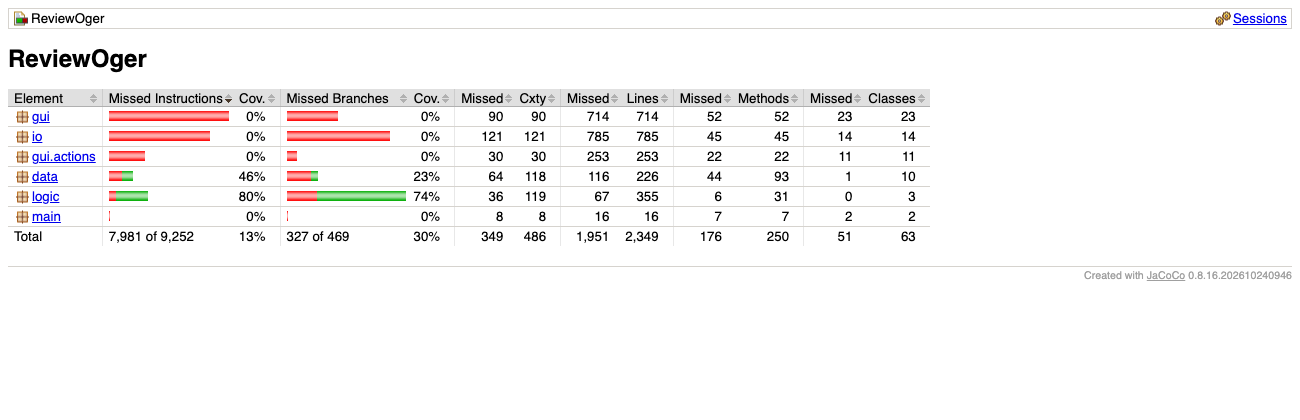 ReviewOger Sessions
ReviewOger
Element Missed Instructions Cov. Missed Branches Cov. Missed Cxty Missed Lines Missed Methods Missed Classes
gui 0% 0% 90 90 714 714 52 52 23 23
io 0% 0% 121 121 785 785 45 45 14 14
gui.actions 0% 0% 30 30 253 253 22 22 11 11
data 46% 23% 64 118 116 226 44 93 1 10
logic 80% 74% 36 119 67 355 6 31 0 3
main 0% 0% 8 8 16 16 7 7 2 2
Total 7,981 of 9,252 13% 327 of 469 30% 349 486 1,951 2,349 176 250 51 63
Created with JaCoCo 0.8.16.202610240946